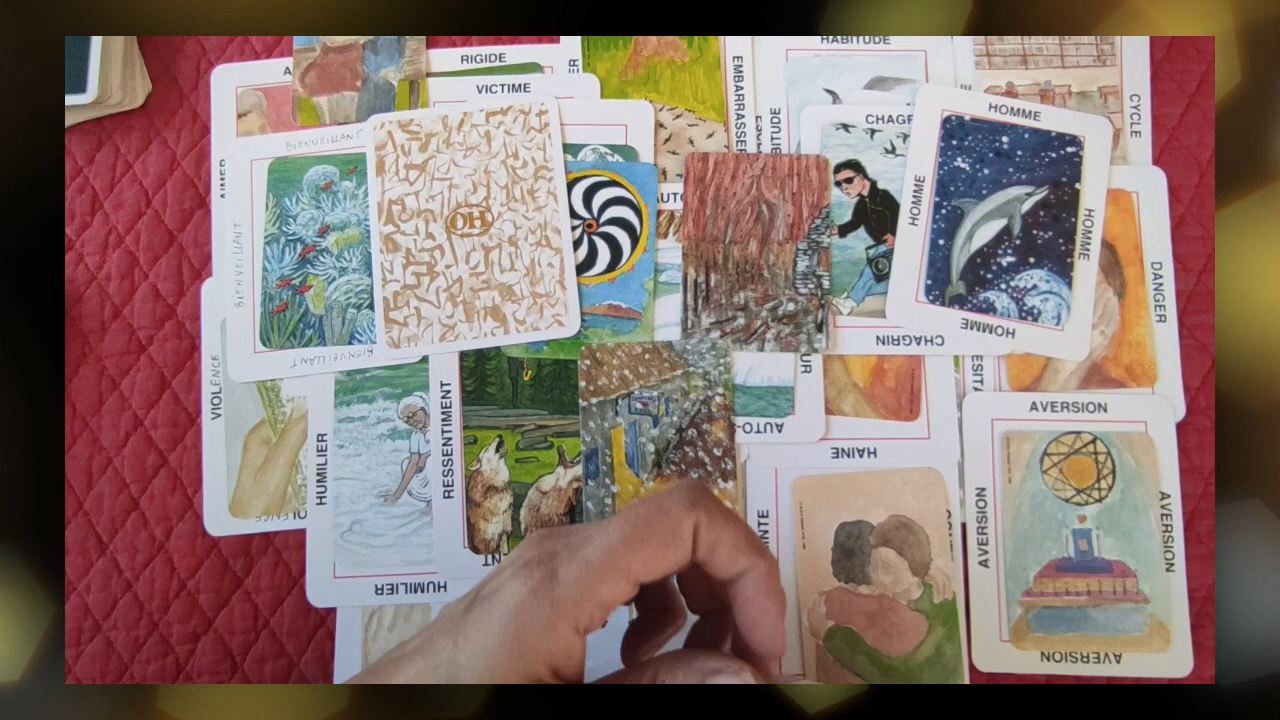 RIGIDE
VICTIME
HABITUDE
CYCLE
EMBARRASSER
BIENVEILLANT
BIENVEILLANT
BIENVEILLANT
AIMER
OH
CHAGR
CHAGRIN
HOMME
HOMME
HOMME
HOMME
DANGER
VIOLENCE
HUMILIER
HUMILIER
RESSENTIMENT
AUTO-S
HAINE
AVERSION
AVERSION
AVERSION
AVERSION